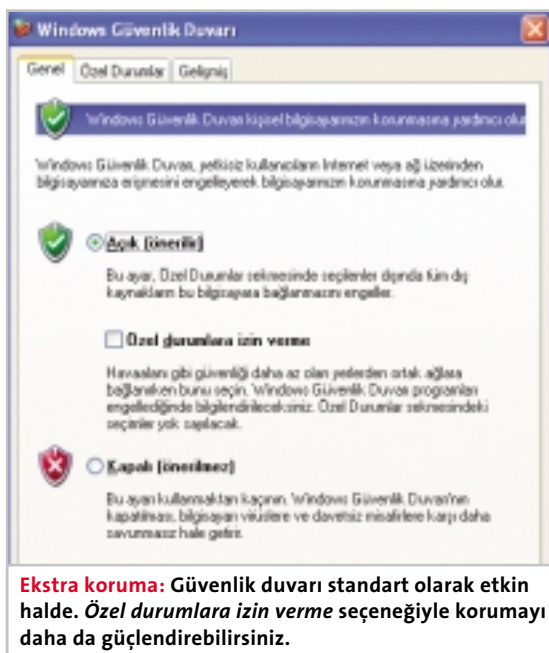 Windows Güvenlik Duvarı
Genel Özel Durumlar Gelişmiş
Windows Güvenlik Duvarı kişisel bilgisayarınızın korunmasına yardımcı olur
Windows Güvenlik Duvarı, yetkisiz kullanıcıların Internet veya ağ üzerinden
bilgisayarınıza erişmesini engelleyerek bilgisayarınızın korunmasına yardımcı olur.
Açık (önerilir)
Bu ayar, Özel Durumlar sekmesinde seçilenler dışında tüm dış
kaynakların bu bilgisayara bağlanmasını engeller.
Özel durumlara izin verme
Havaalanı gibi güvenliği daha az olan yerlerden ortak ağlara
bağlanırken bunu seçin. Windows Güvenlik Duvarı programları
engellediğinde bilgilendirileceksiniz. Özel Durumlar sekmesindeki
seçimler yok sayılacak.
Kapalı (önerilmez)
Bu ayarı kullanmaktan kaçının. Windows Güvenlik Duvarı'nın
kapatılması, bilgisayarı virüslere ve davetsiz misafirlere karşı daha
savunmasız hale getirir.
Ekstra koruma: Güvenlik duvarı standart olarak etkin
halde. Özel durumlara izin verme seçeneğiyle korumayı
daha da güçlendirebilirsiniz.